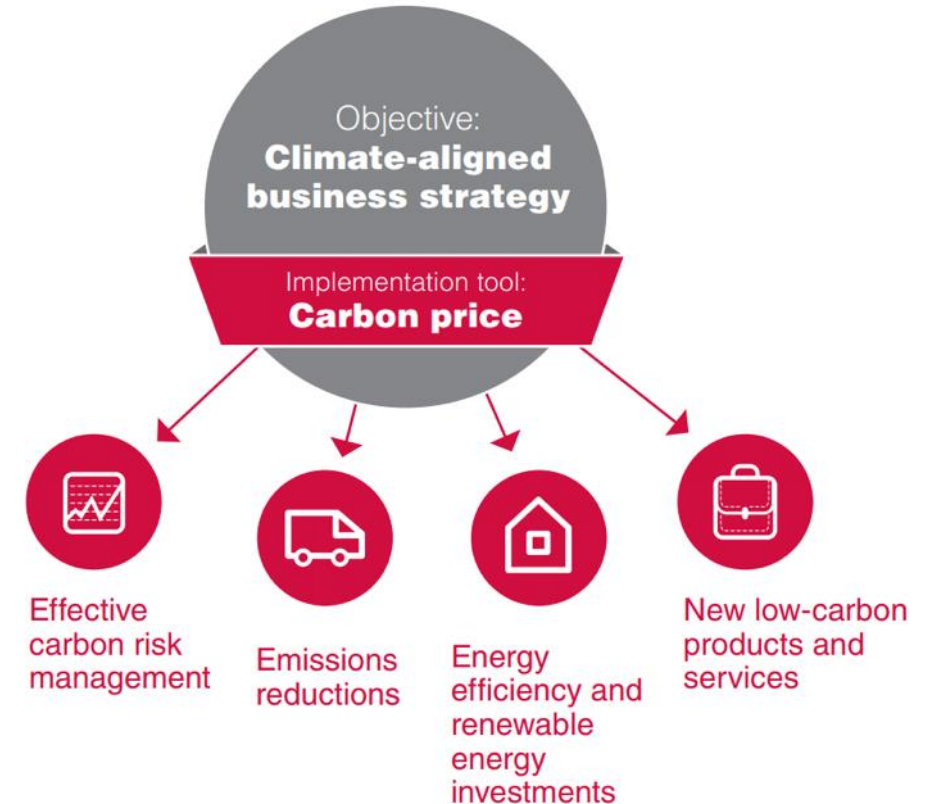 Objective:
Climate-aligned
business strategy
Implementation tool:
Carbon price
Effective
carbon risk
management
Emissions
reductions
Energy
efficiency and
renewable
energy
investments
New low-carbon
products and
services